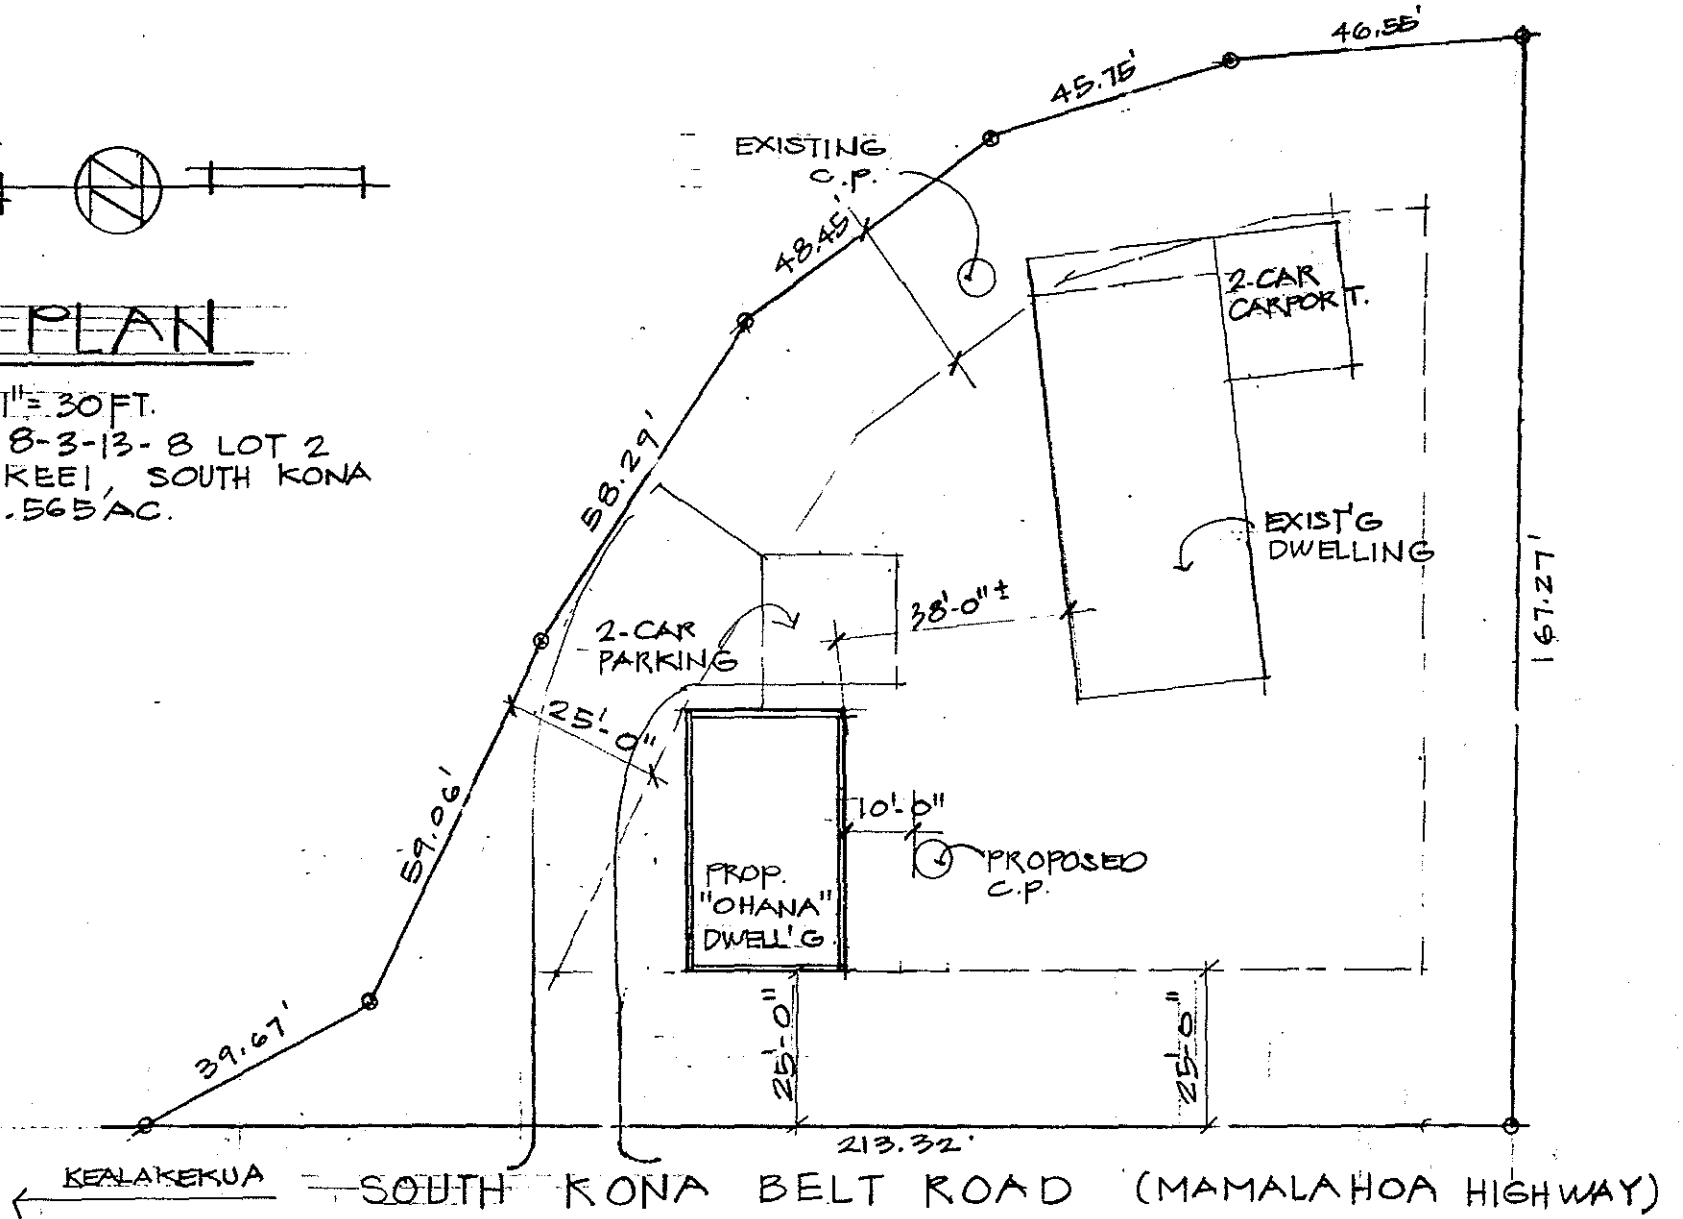 46.55'
45.75'
EXISTING
C.P.
48.45'
N
2-CAR
CARPORT.
PLAN
1"= 30 FT.
8-3-13-8 LOT 2
KEEI, SOUTH KONA
.565 AC.
58.29'
EXIST'G
DWELLING
167.27'
38'-0"±
2-CAR
PARKING
25'-0"
59.06'
10'-0"
PROPOSED
C.P.
PROP.
"OHANA"
DWELL'G
25'-0"
25'-0"
39.67'
213.32'
KEALAKEKUA
SOUTH KONA BELT ROAD (MAMALAHOA HIGHWAY)